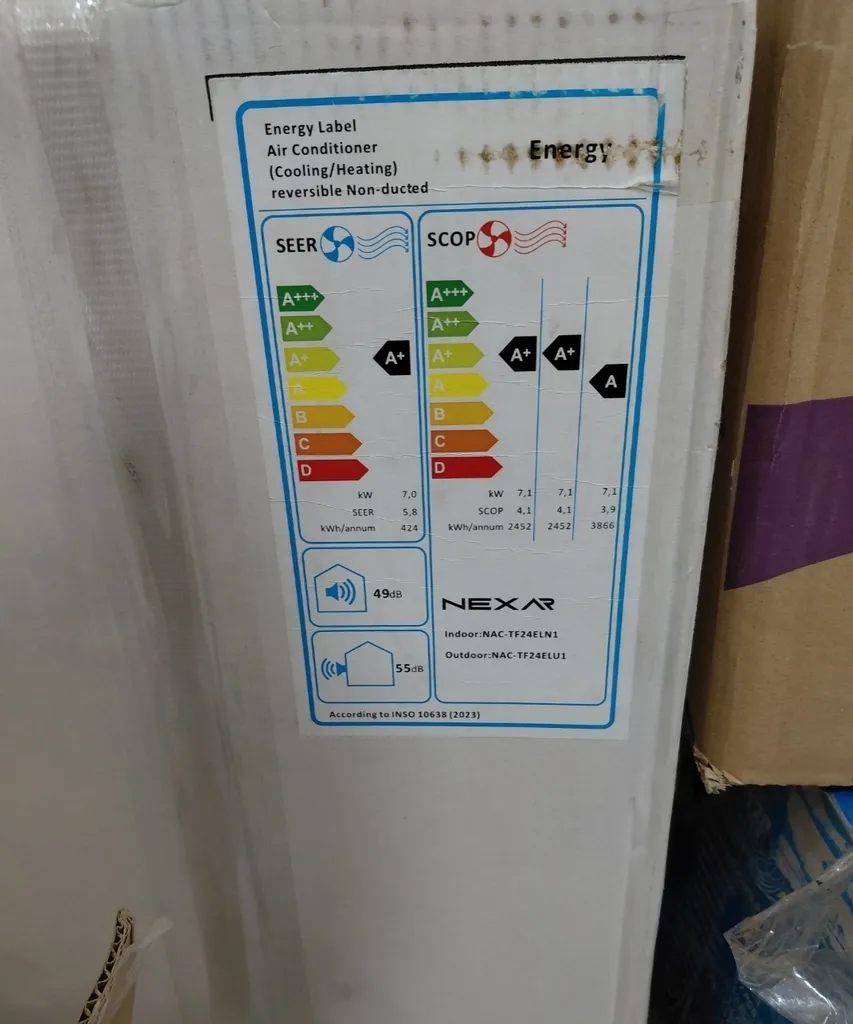 Energy Label
Air Conditioner
(Cooling/Heating)
reversible Non-ducted
Energy
SEER
A+++
A++
A+
A
B
C
D
A+
kW 7,0
SEER 5,8
kWh/annum 424
49dB
55dB
SCOP
A+++
A++
A+
A
B
C
D
A+ A+ A
kW 7,1 7,1 7,1
SCOP 4,1 4,1 3,9
kWh/annum 2452 2452 3866
NEXAR
Indoor:NAC-TF24ELN1
Outdoor:NAC-TF24ELU1
According to INSO 10638 (2023)